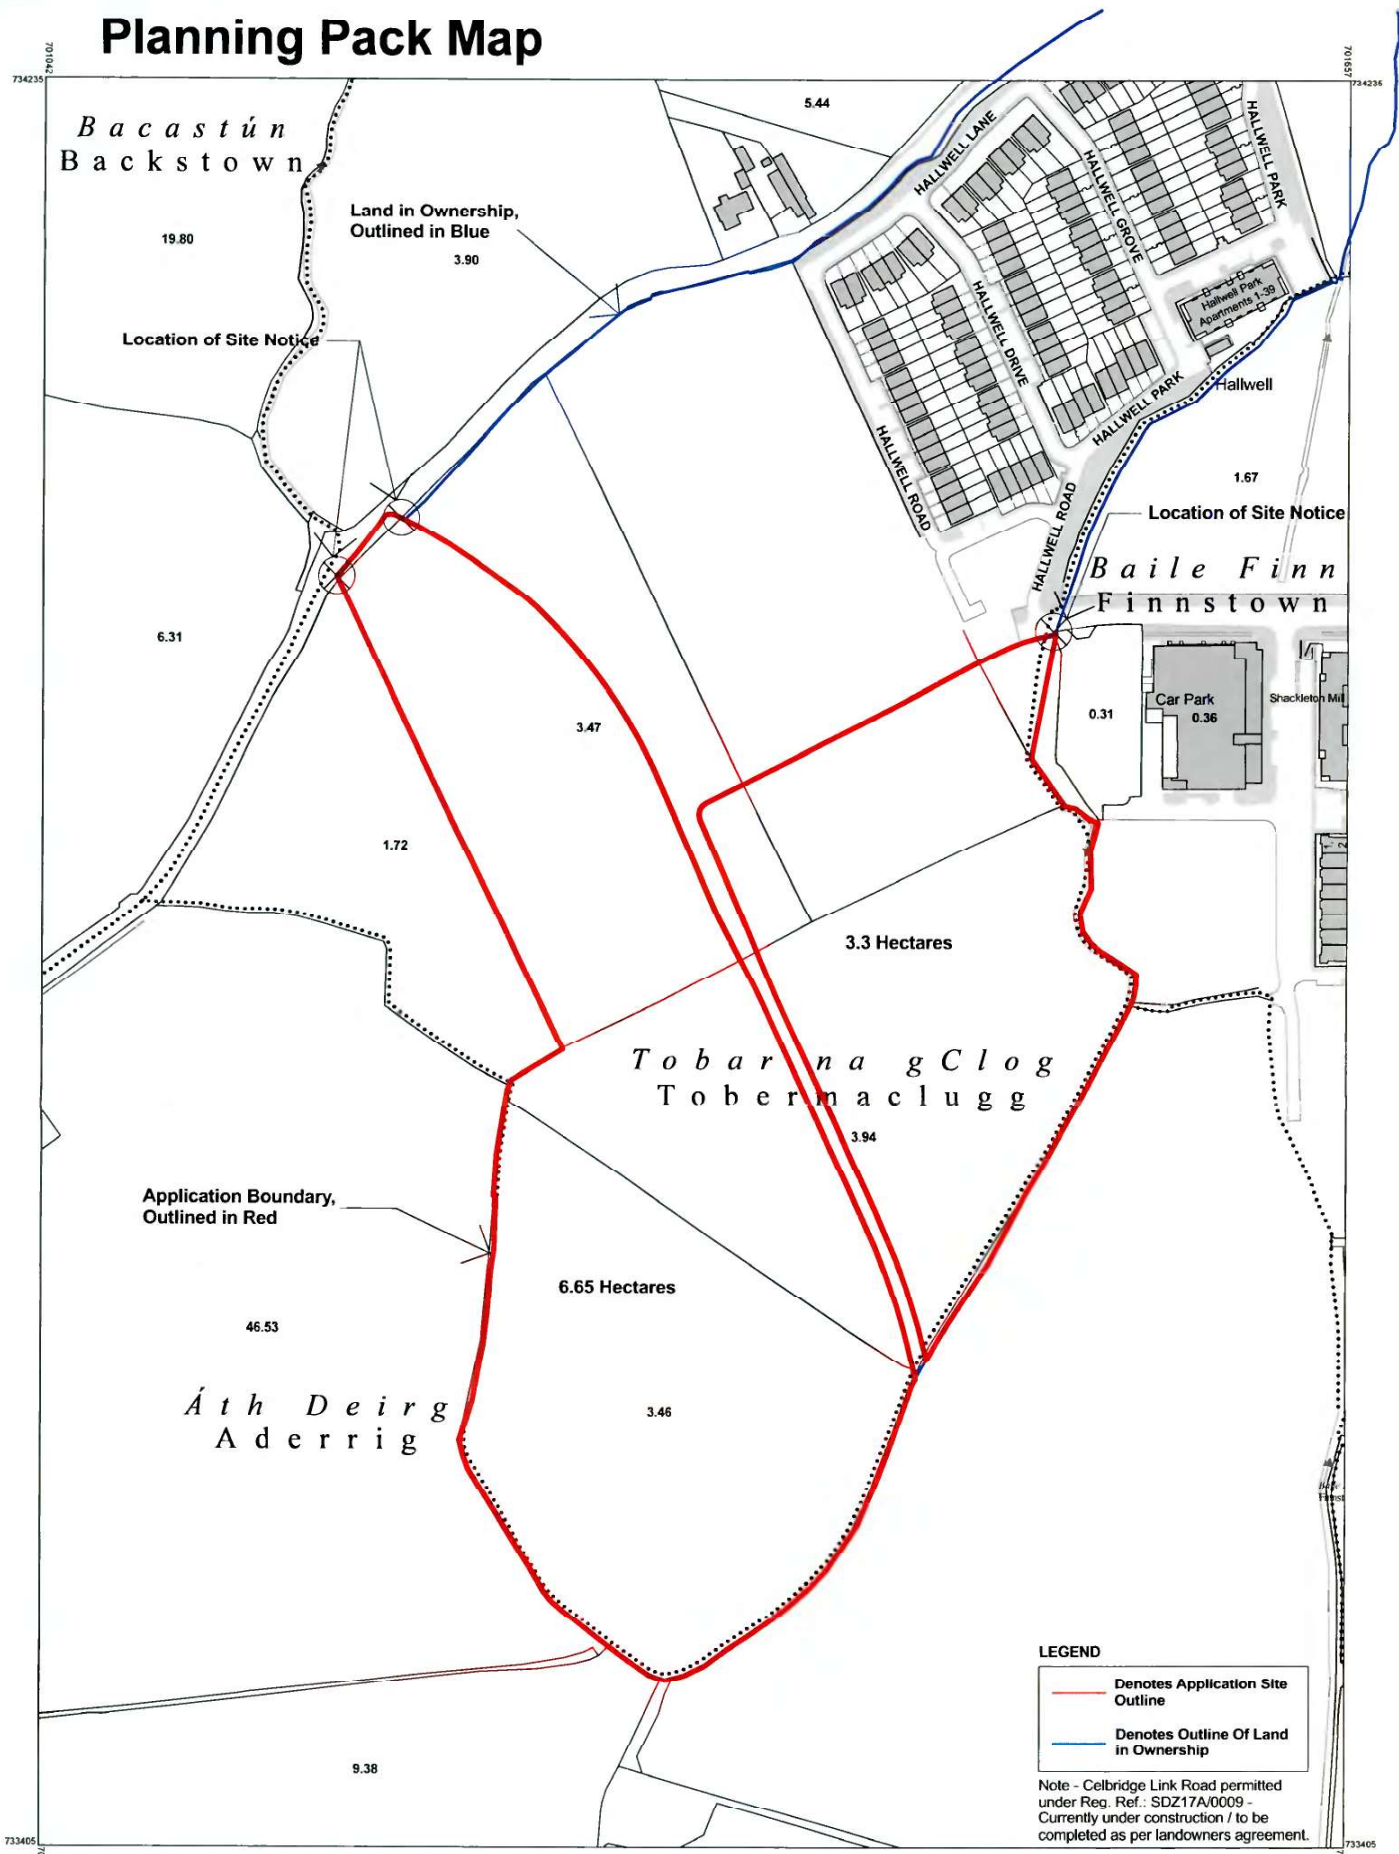 Planning Pack Map
701042
701657
734235
734236
Bacastún
Backstown
19.80
Land in Ownership,
Outlined in Blue
3.90
5.44
HALLWELL LANE
HALLWELL GROVE
HALLWELL PARK
Hallwell Park
Apartments 1-39
HALLWELL DRIVE
HALLWELL PARK
Hallwell
HALLWELL ROAD
HALLWELL ROAD
1.67
Location of Site Notice
Location of Site Notice
Baile Finn
Finnstown
6.31
3.47
0.31
Car Park
0.36
Shackleton Mill
1.72
3.3 Hectares
Tobar na gClog
Tobermaclugg
3.94
Application Boundary,
Outlined in Red
6.65 Hectares
46.53
Áth Deirg
Aderrig
3.46
9.38
LEGEND
Denotes Application Site
Outline
Denotes Outline Of Land
in Ownership
Note - Celbridge Link Road permitted
under Reg. Ref.: SDZ17A/0009 -
Currently under construction / to be
completed as per landowners agreement.
733405
733405